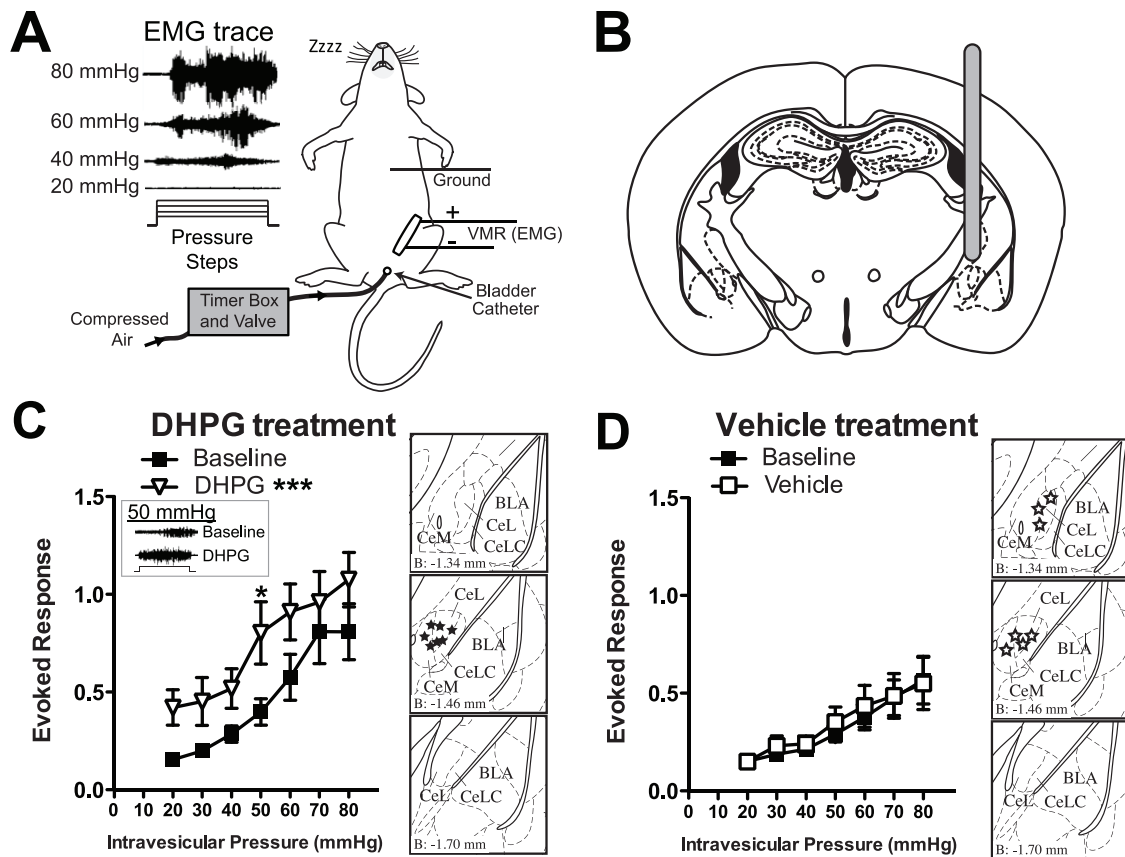 A
EMG trace
80 mmHg
60 mmHg
40 mmHg
20 mmHg
Pressure
Steps
Zzzz
Ground
+
VMR (EMG)
-
Bladder
Catheter
Timer Box
and Valve
Compressed
Air
B
C
DHPG treatment
Baseline
DHPG ***
50 mmHg
Baseline
DHPG
*
Evoked Response
1.5
1.0
0.5
0.0
0 10 20 30 40 50 60 70 80
Intravesicular Pressure (mmHg)
BLA
CeL
CeM
CeLC
B: -1.34 mm
CeL
BLA
CeLC
CeM
B: -1.46 mm
BLA
CeL
CeLC
B: -1.70 mm
D
Vehicle treatment
Baseline
Vehicle
Evoked Response
1.5
1.0
0.5
0.0
0 10 20 30 40 50 60 70 80
Intravesicular Pressure (mmHg)
BLA
CeL
CeM
CeLC
B: -1.34 mm
CeL
BLA
CeLC
CeM
B: -1.46 mm
BLA
CeL
CeLC
B: -1.70 mm